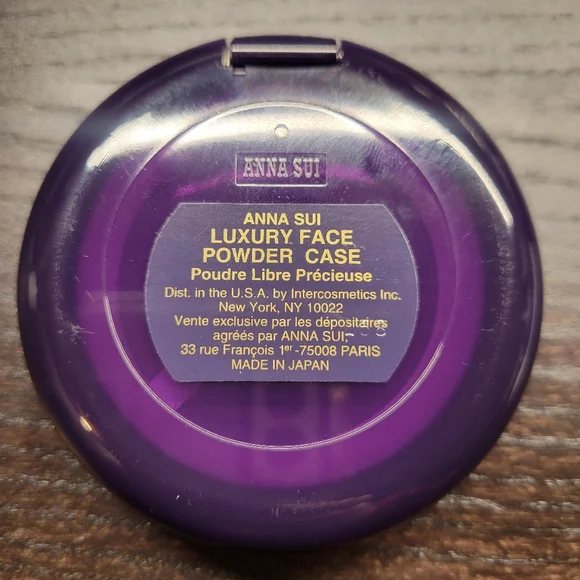 ANNA SUI
ANNA SUI
LUXURY FACE
POWDER CASE
Poudre Libre Précieuse
Dist. in the U.S.A. by Intercosmetics Inc.
New York, NY 10022
Vente exclusive par les dépositaires
agréés par ANNA SUI.
33 rue François 1er -75008 PARIS
MADE IN JAPAN